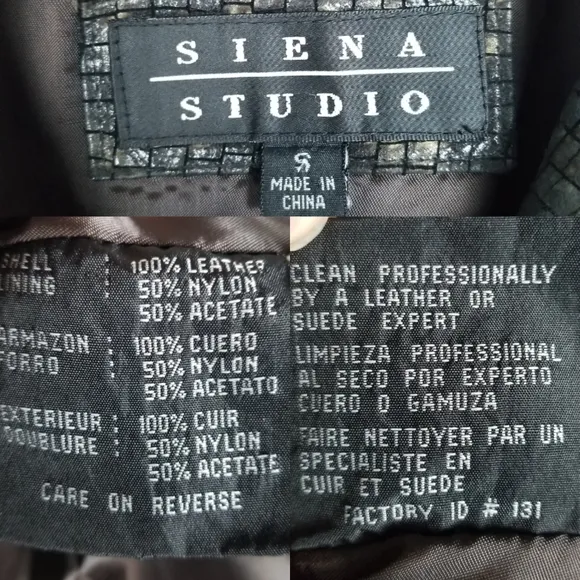 SIENA
STUDIO
S
MADE IN
CHINA
SHELL : 100% LEATHER
LINING : 50% NYLON
50% ACETATE
ARMAZON : 100% CUERO
FORRO : 50% NYLON
50% ACETATO
EXTERIEUR : 100% CUIR
DOUBLURE : 50% NYLON
50% ACETATE
CARE ON REVERSE
CLEAN PROFESSIONALLY
BY A LEATHER OR
SUEDE EXPERT
LIMPIEZA PROFESSIONAL
AL SECO POR EXPERTO
CUERO O GAMUZA
FAIRE NETTOYER PAR UN
SPECIALISTE EN
CUIR ET SUEDE
FACTORY ID # 131